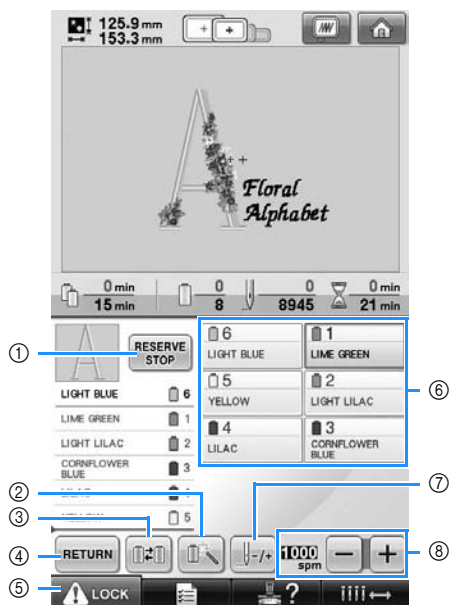 125.9 mm
153.3 mm
Floral
Alphabet
0 min
15 min
0
8
0
8945
0 min
21 min
①
RESERVE
STOP
6
LIGHT BLUE
1
LIME GREEN
5
YELLOW
2
LIGHT LILAC
4
LILAC
3
CORNFLOWER
BLUE
⑥
LIGHT BLUE 6
LIME GREEN 1
LIGHT LILAC 2
CORNFLOWER
BLUE 3
5
②
③
⑦
④
RETURN
-/+
1000
spm
− +
⑧
⑤
LOCK
?